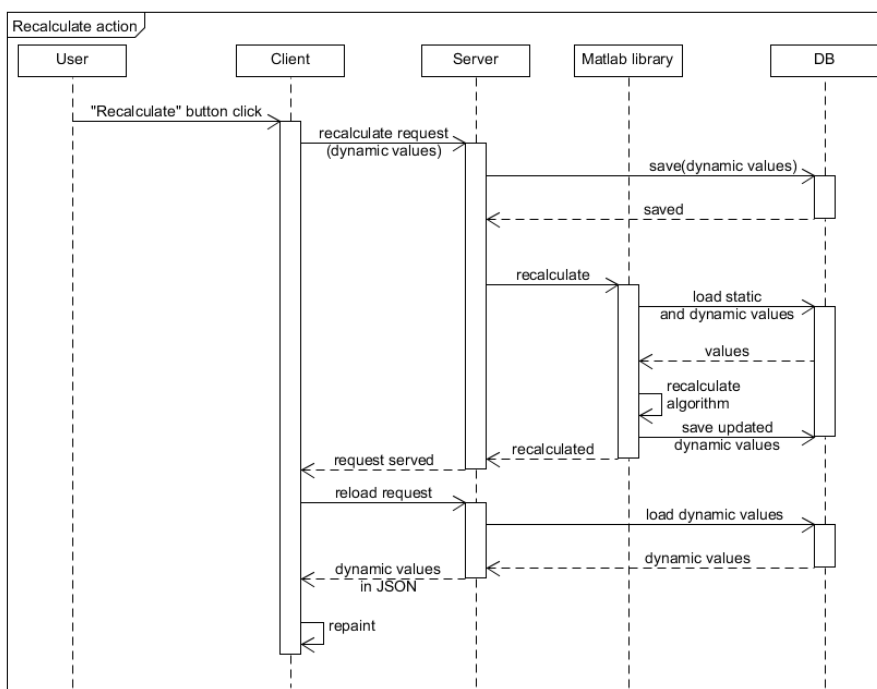 Recalculate action
User
Client
Server
Matlab library
DB
"Recalculate" button click
recalculate request
(dynamic values)
save(dynamic values)
saved
recalculate
load static
and dynamic values
values
recalculate
algorithm
save updated
dynamic values
recalculated
request served
reload request
load dynamic values
dynamic values
dynamic values
in JSON
repaint